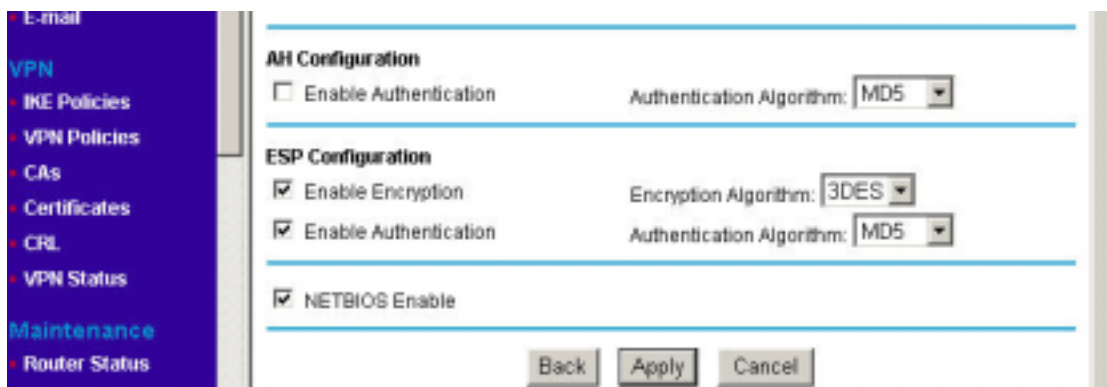 E-mail
VPN
IKE Policies
VPN Policies
CAs
Certificates
CRL
VPN Status
Maintenance
Router Status
AH Configuration
Enable Authentication Authentication Algorithm: MD5
ESP Configuration
Enable Encryption Encryption Algorithm: 3DES
Enable Authentication Authentication Algorithm: MD5
NETBIOS Enable
Back Apply Cancel